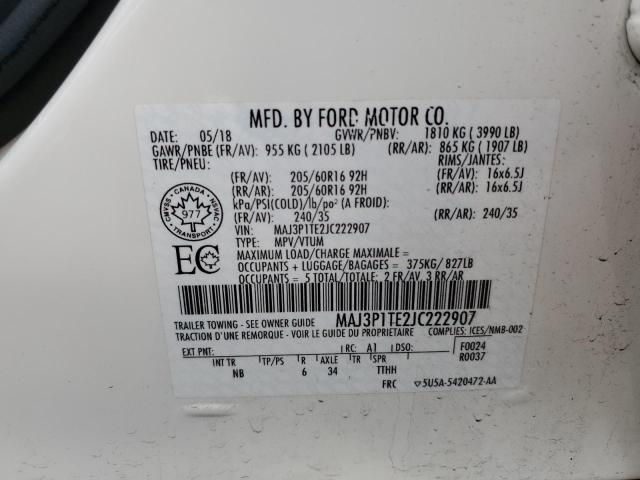 MFD. BY FORD MOTOR CO.
DATE: 05/18 GVWR/PNBV: 1810 KG ( 3990 LB)
GAWR/PNBE (FR/AV): 955 KG ( 2105 LB) (RR/AR): 865 KG ( 1907 LB)
TIRE/PNEU: RIMS/JANTES:
(FR/AV): 205/60R16 92H (FR/AV): 16x6.5J
(RR/AR): 205/60R16 92H (RR/AR): 16x6.5J
kPa/PSI(COLD)/lb/po² (A FROID):
(FR/AV): 240/35 (RR/AR): 240/35
VIN: MAJ3P1TE2JC222907
TYPE: MPV/VTUM
CANADA
CMVSS 977 NSVAC
TRANSPORT
EC
MAXIMUM LOAD/CHARGE MAXIMALE =
OCCUPANTS + LUGGAGE/BAGAGES = 375KG/ 827LB
OCCUPANTS = 5 TOTAL/TOTALE: 2 FR/AV, 3 RR/AR
MAJ3P1TE2JC222907
TRAILER TOWING - SEE OWNER GUIDE
TRACTION D'UNE REMORQUE - VOIR LE GUIDE DU PROPRIETAIRE COMPLIES: ICES/NMB-002
EXT PNT: RC: A1 DSO: F0024
INT TR TP/PS R AXLE TR SPR R0037
NB 6 34 TTHH
FRC 5U5A-5420472-AA